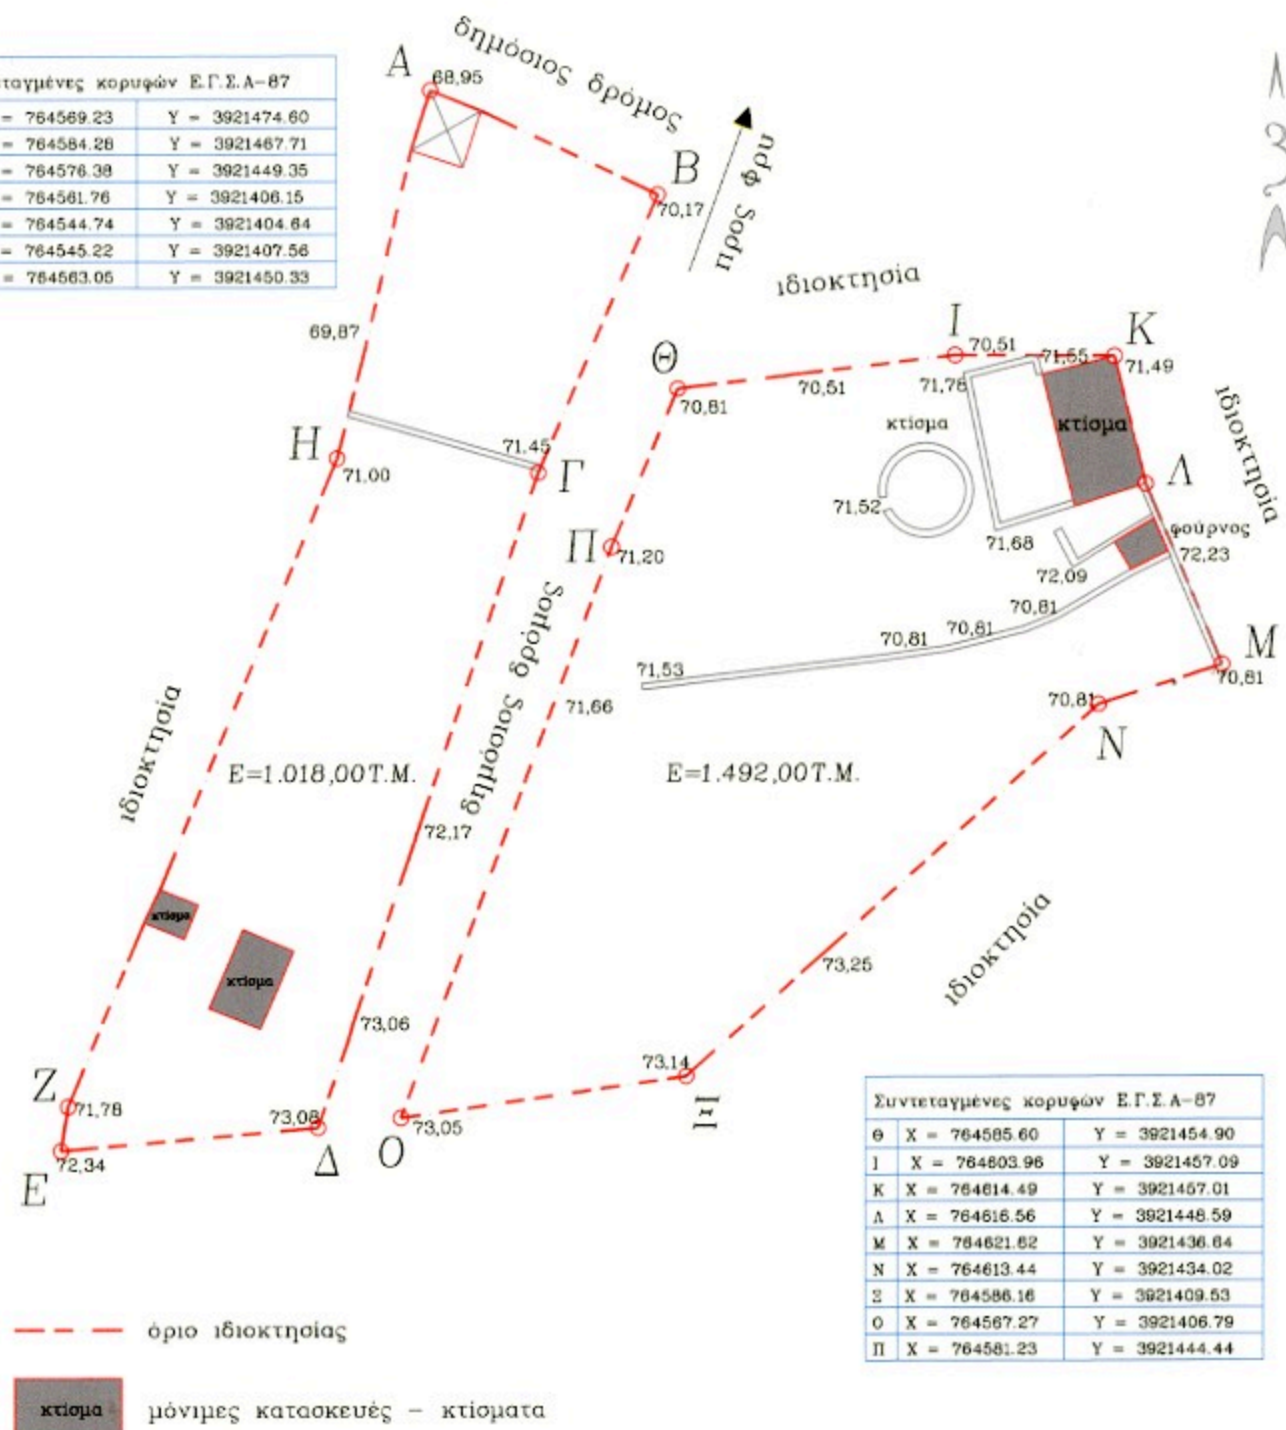 δημόσιος δρόμος
A
68,95
ταγμένες κορυφών Ε.Γ.Σ.Α-87
= 764569.23 Y = 3921474.60
= 764584.28 Y = 3921467.71
= 764576.38 Y = 3921449.35
= 764561.76 Y = 3921406.15
= 764544.74 Y = 3921404.64
= 764545.22 Y = 3921407.56
= 764563.05 Y = 3921450.33
B
70,17
προς Φρη
ιδιοκτησία
69,87
Θ
70,81
70,51
I
70,51
71,55
K
71,49
71,78
κτίσμα
κτίσμα
ιδιοκτησία
H
71,00
71,45
Γ
71,52
71,68
Λ
φούρνος
72,23
72,09
Π
71,20
δημόσιος δρόμος
70,81
70,81
70,81
71,53
M
70,81
70,81
N
71,66
ιδιοκτησία
E=1.018,00T.M.
E=1.492,00T.M.
72,17
κτίσμα
κτίσμα
73,25
ιδιοκτησία
73,06
73,14
Ξ
Z
71,78
73,08
Δ
O
73,05
72,34
E
Συντεταγμένες κορυφών Ε.Γ.Σ.Α-87
Θ X = 764585.60 Y = 3921454.90
Ι X = 764603.96 Y = 3921457.09
Κ X = 764614.49 Y = 3921457.01
Λ X = 764616.56 Y = 3921448.59
Μ X = 764621.62 Y = 3921436.64
Ν X = 764613.44 Y = 3921434.02
Ξ X = 764586.16 Y = 3921409.53
Ο X = 764567.27 Y = 3921406.79
Π X = 764581.23 Y = 3921444.44
όριο ιδιοκτησίας
κτίσμα μόνιμες κατασκευές - κτίσματα